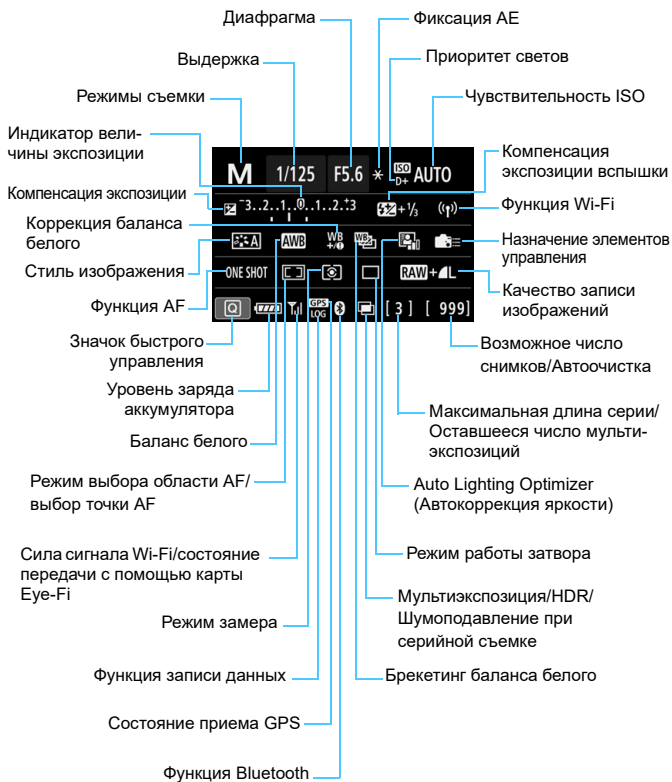 Диафрагма
Фиксация AE
Выдержка
Приоритет светов
Режимы съемки
Чувствительность ISO
Индикатор вели-
чины экспозиции
Компенсация
экспозиции вспышки
M 1/125 F5.6 * ISO D+ AUTO
Компенсация экспозиции
-3..2..1..0..1..2.+3 +1/3
Функция Wi-Fi
Коррекция баланса
белого
A AWB WB +/- WB
Назначение элементов
управления
Стиль изображения
ONE SHOT RAW+L
Функция AF
Качество записи
изображений
Q GPS LOG [ 3 ] [ 999]
Значок быстрого
управления
Возможное число
снимков/Автоочистка
Уровень заряда
аккумулятора
Максимальная длина серии/
Оставшееся число мульти-
экспозиций
Баланс белого
Режим выбора области AF/
выбор точки AF
Auto Lighting Optimizer
(Автокоррекция яркости)
Сила сигнала Wi-Fi/состояние
передачи с помощью карты
Eye-Fi
Режим работы затвора
Режим замера
Мультиэкспозиция/HDR/
Шумоподавление при
серийной съемке
Функция записи данных
Брекетинг баланса белого
Состояние приема GPS
Функция Bluetooth